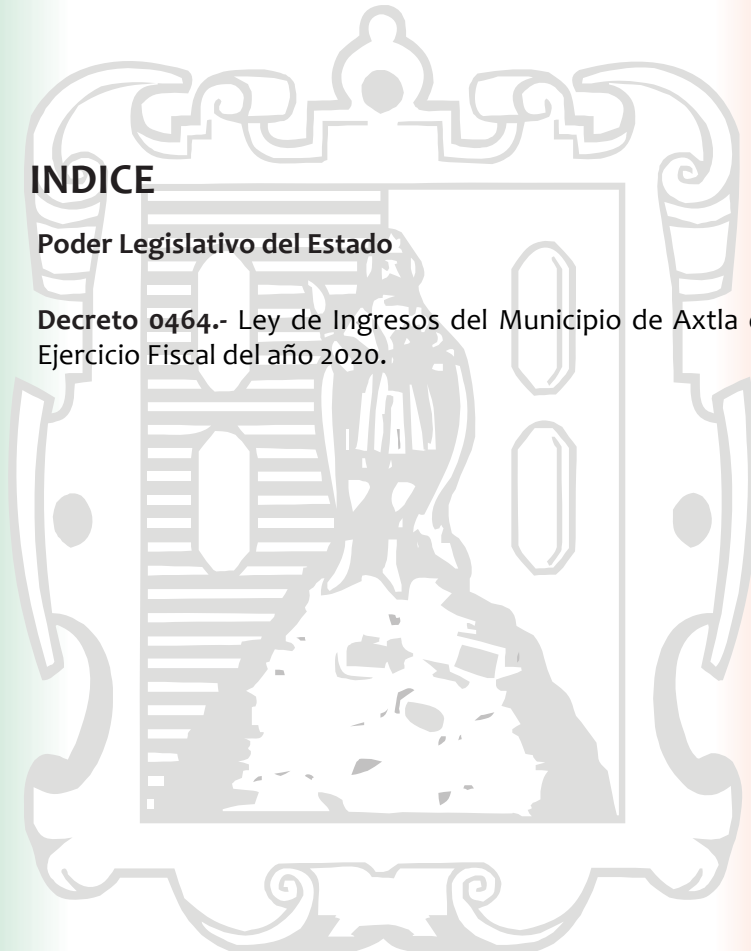 INDICE
Poder Legislativo del Estado
Decreto 0464.- Ley de Ingresos del Municipio de Axtla
Ejercicio Fiscal del año 2020.